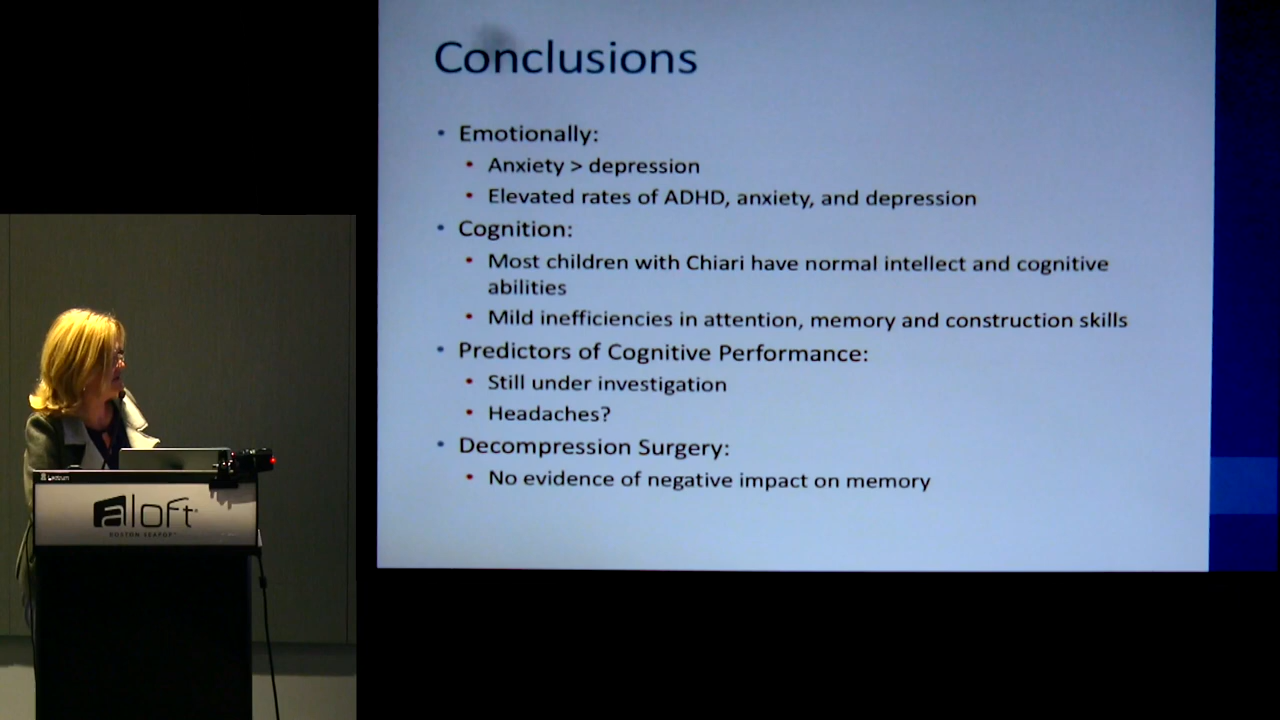 Conclusions
• Emotionally:
• Anxiety > depression
• Elevated rates of ADHD, anxiety, and depression
• Cognition:
• Most children with Chiari have normal intellect and cognitive
abilities
• Mild inefficiencies in attention, memory and construction skills
• Predictors of Cognitive Performance:
• Still under investigation
• Headaches?
• Decompression Surgery:
• No evidence of negative impact on memory
aloft